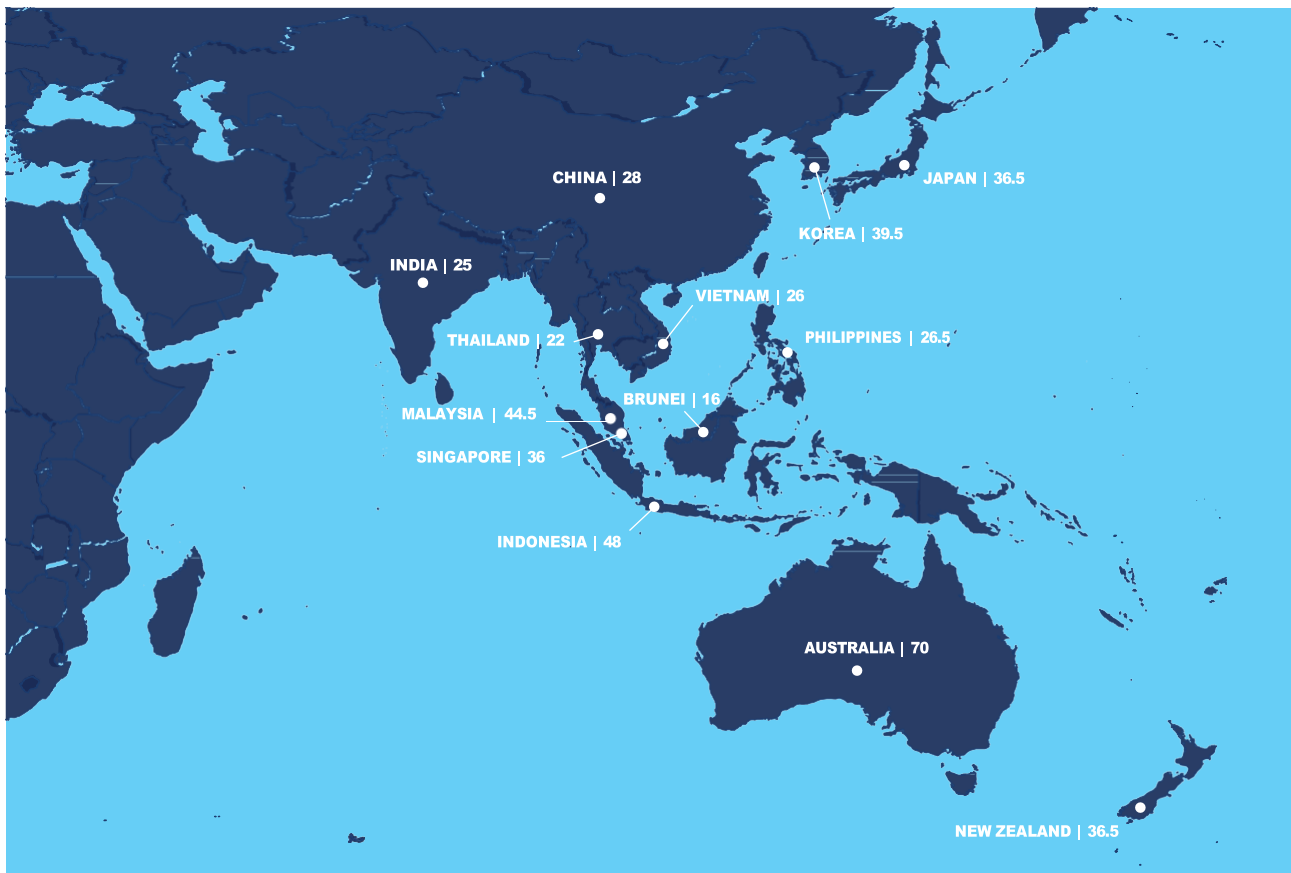 CHINA | 28
JAPAN | 36.5
KOREA | 39.5
INDIA | 25
VIETNAM | 26
THAILAND | 22
PHILIPPINES | 26.5
BRUNEI | 16
MALAYSIA | 44.5
SINGAPORE | 36
INDONESIA | 48
AUSTRALIA | 70
NEW ZEALAND | 36.5